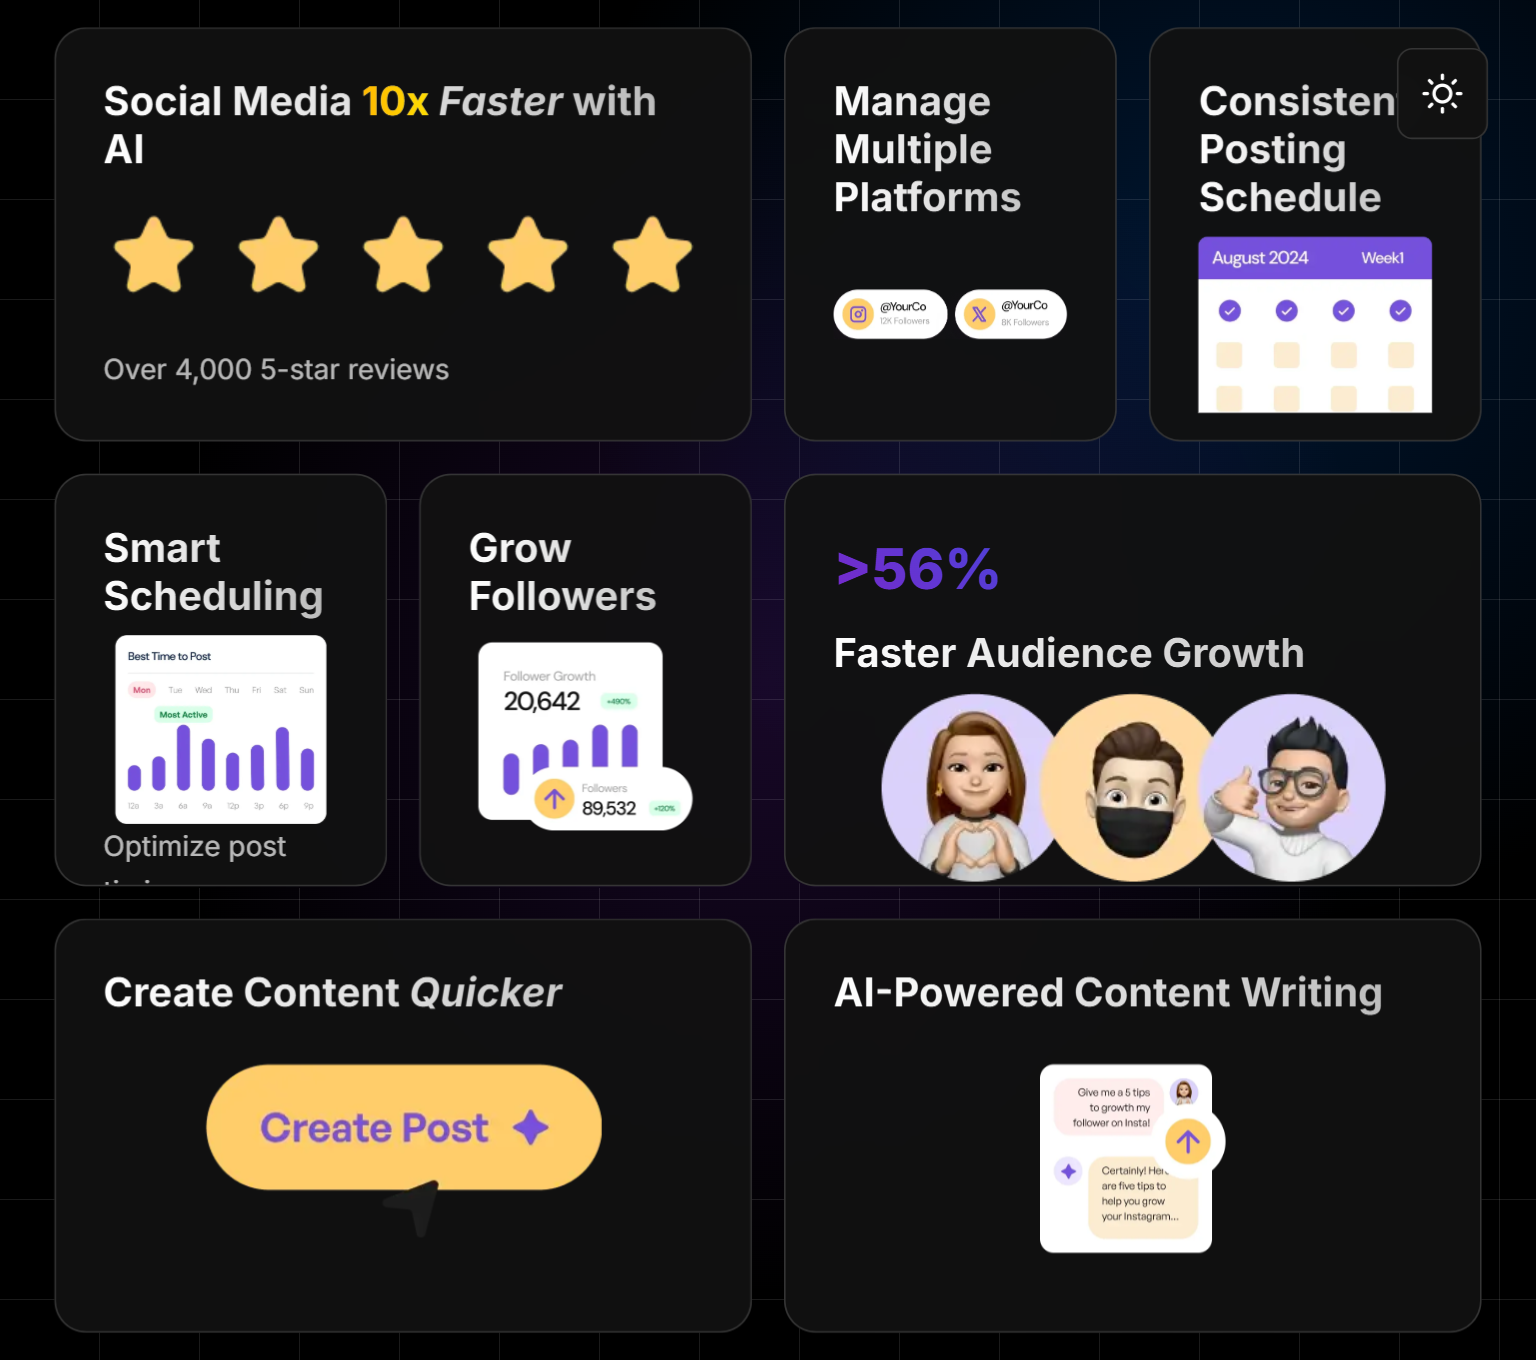 Social Media 10x Faster with
AI
Over 4,000 5-star reviews
Manage
Multiple
Platforms
@YourCo
12K Followers
@YourCo
8K Followers
Posting
Schedule
August 2024 Week1
Smart
Scheduling
Best Time to Post
Mon Tue Wed Thu Fri Sat Sun
Most Active
12a 3a 6a 9a 12p 3p 6p 9p
Optimize post
Grow
Followers
Follower Growth
20,642 +490%
Followers
89,532 +120%
>56%
Faster Audience Growth
Create Content Quicker
Create Post
AI-Powered Content Writing
Give me a 5 tips
to growth my
follower on Insta!
Certainly! Here
are five tips to
help you grow
your Instagram...